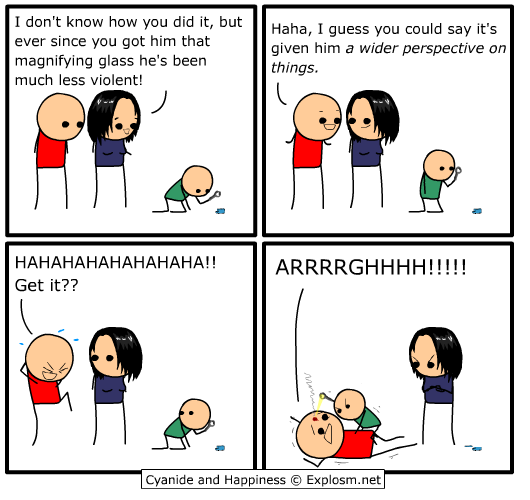 I don't know how you did it, but
ever since you got him that
magnifying glass he's been
much less violent!
Haha, I guess you could say it's
given him a wider perspective on
things.
HAHAHAHAHAHAHAHA!!
Get it??
ARRRRGHHHH!!!!!
Cyanide and Happiness © Explosm.net